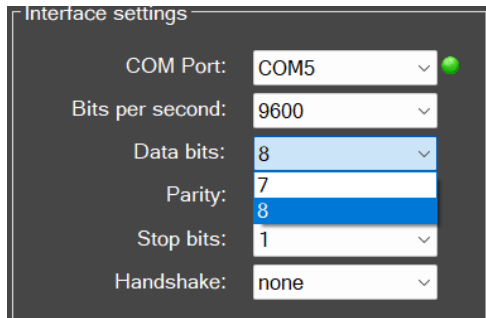 Interface settings
COM Port: COM5
Bits per second: 9600
Data bits: 8
7
Parity:
8
Stop bits: 1
Handshake: none